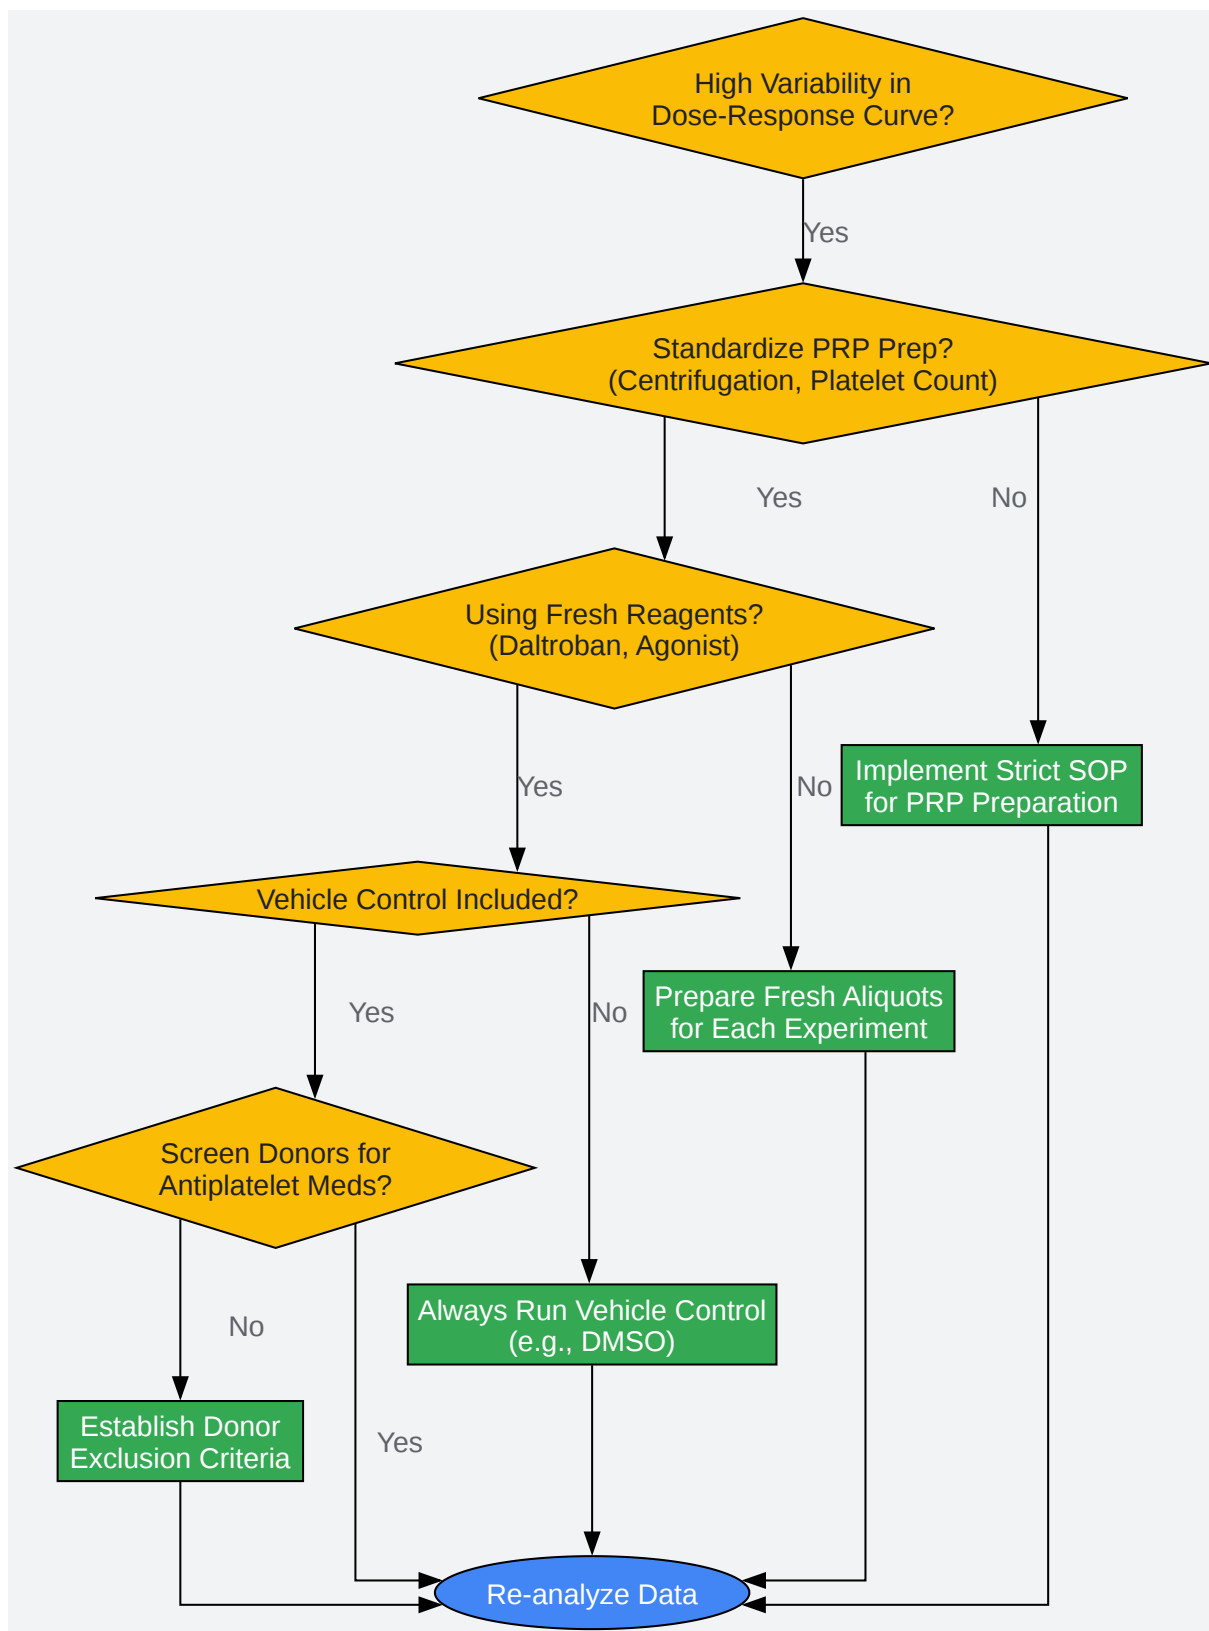 High Variability in
Dose-Response Curve?
Yes
Standardize PRP Prep?
(Centrifugation, Platelet Count)
Yes
No
Using Fresh Reagents?
(Daltroban, Agonist)
Implement Strict SOP
for PRP Preparation
Yes
No
Vehicle Control Included?
Prepare Fresh Aliquots
for Each Experiment
Yes
No
Screen Donors for
Antiplatelet Meds?
Always Run Vehicle Control
(e.g., DMSO)
No
Establish Donor
Exclusion Criteria
Yes
Re-analyze Data